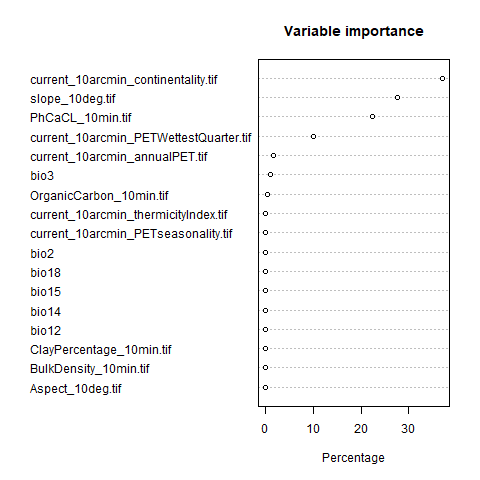 Variable importance
current_10arcmin_continentality.tif
slope_10deg.tif
PhCaCL_10min.tif
current_10arcmin_PETWettestQuarter.tif
current_10arcmin_annualPET.tif
bio3
OrganicCarbon_10min.tif
current_10arcmin_thermicityIndex.tif
current_10arcmin_PETseasonality.tif
bio2
bio18
bio15
bio14
bio12
ClayPercentage_10min.tif
BulkDensity_10min.tif
Aspect_10deg.tif
0 10 20 30
Percentage